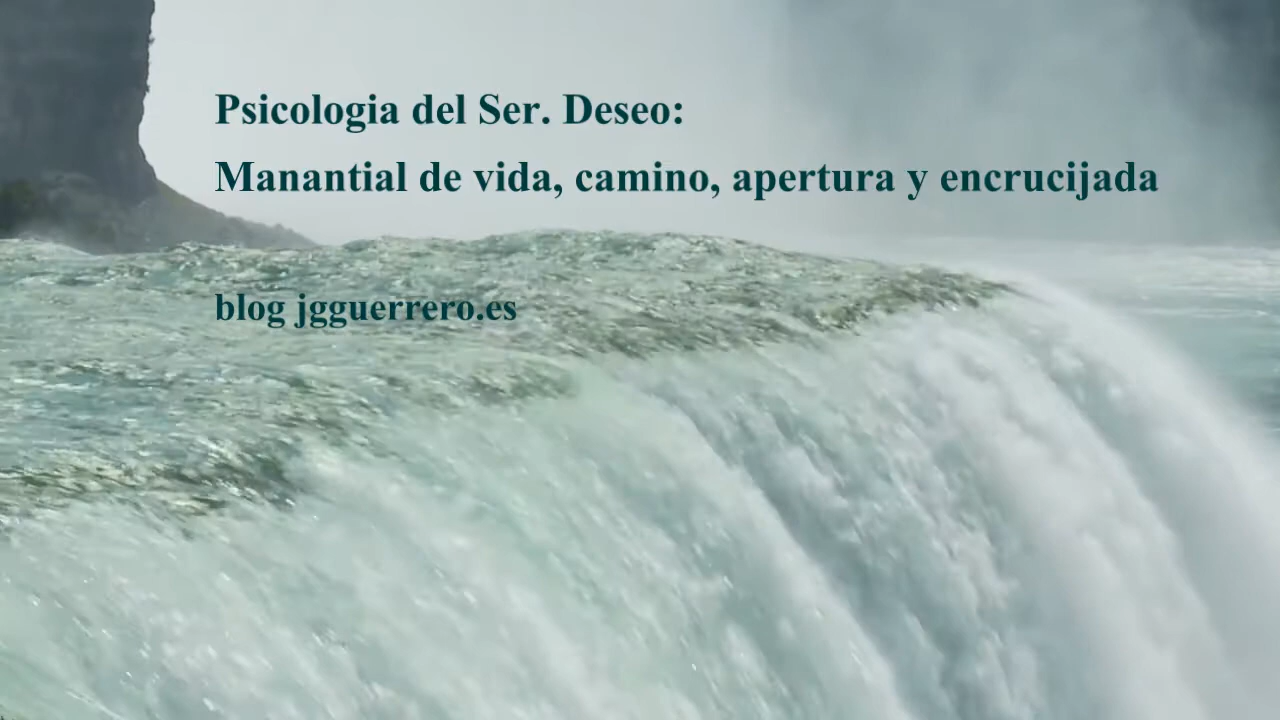 Psicologia del Ser. Deseo:
Manantial de vida, camino, apertura y encrucijada
blog jgguerrero.es